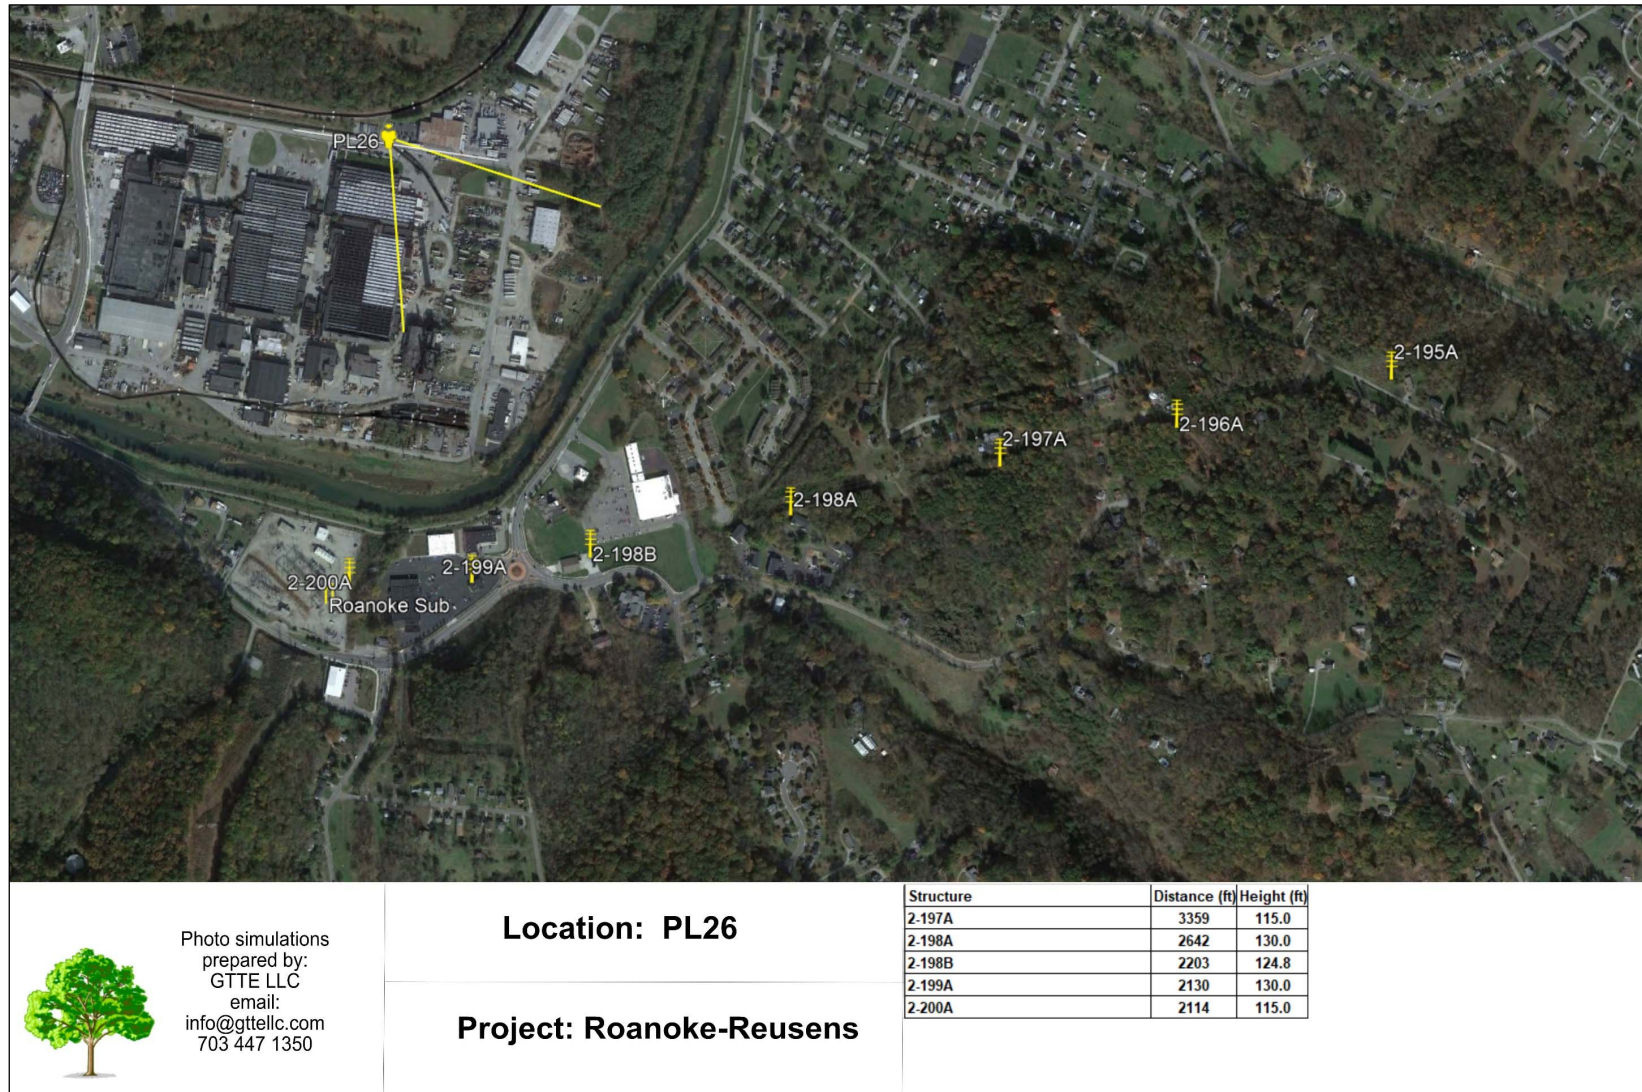 PL26
2-195A
2-196A
2-197A
2-198A
2-198B
2-199A
2-200A
Roanoke Sub
Photo simulations
prepared by:
GTTE LLC
email:
info@gttellc.com
703 447 1350
Location: PL26
Project: Roanoke-Reusens
Structure Distance (ft) Height (ft)
2-197A 3359 115.0
2-198A 2642 130.0
2-198B 2203 124.8
2-199A 2130 130.0
2-200A 2114 115.0